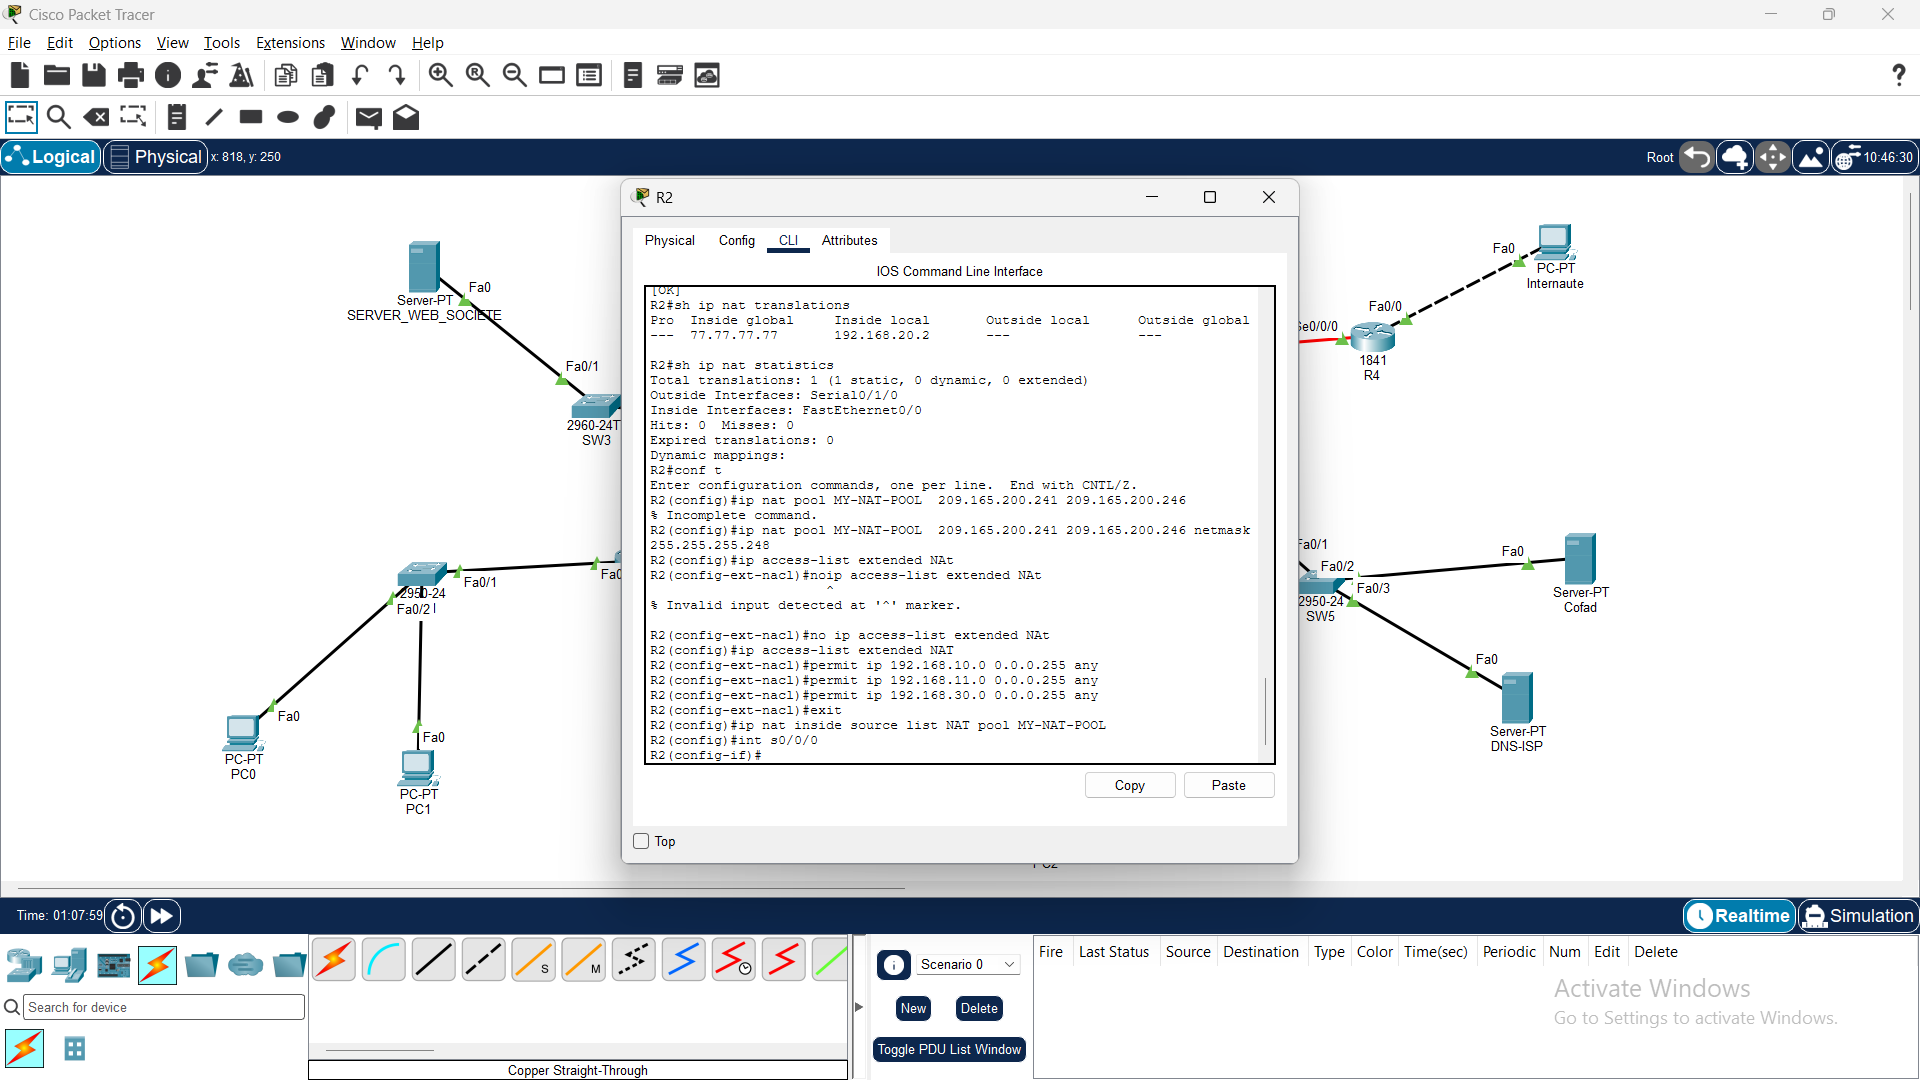 Cisco Packet Tracer
File Edit Options View Tools Extensions Window Help
Logical Physical x: 818, y: 250 Root 10:46:30
R2
Physical Config CLI Attributes
IOS Command Line Interface
[OK]
R2#sh ip nat translations
Pro Inside global Inside local Outside local Outside global
--- 77.77.77.77 192.168.20.2 --- ---
R2#sh ip nat statistics
Total translations: 1 (1 static, 0 dynamic, 0 extended)
Outside Interfaces: Serial0/1/0
Inside Interfaces: FastEthernet0/0
Hits: 0 Misses: 0
Expired translations: 0
Dynamic mappings:
R2#conf t
Enter configuration commands, one per line. End with CNTL/Z.
R2(config)#ip nat pool MY-NAT-POOL 209.165.200.241 209.165.200.246
% Incomplete command.
R2(config)#ip nat pool MY-NAT-POOL 209.165.200.241 209.165.200.246 netmask
255.255.255.248
R2(config)#ip access-list extended NAt
R2(config-ext-nacl)#noip access-list extended NAt
^
% Invalid input detected at '^' marker.
R2(config-ext-nacl)#no ip access-list extended NAt
R2(config)#ip access-list extended NAT
R2(config-ext-nacl)#permit ip 192.168.10.0 0.0.0.255 any
R2(config-ext-nacl)#permit ip 192.168.11.0 0.0.0.255 any
R2(config-ext-nacl)#permit ip 192.168.30.0 0.0.0.255 any
R2(config-ext-nacl)#exit
R2(config)#ip nat inside source list NAT pool MY-NAT-POOL
R2(config)#int s0/0/0
R2(config-if)#
Copy Paste
Top
Fa0
Server-PT
SERVER_WEB_SOCIETE
Fa0/1
2960-24T
SW3
Fa0/1
2950-24
Fa0/2
Fa0
PC-PT
PC0
Fa0
PC-PT
PC1
Fa0
PC-PT
Internaute
Fa0/0
Se0/0/0
1841
R4
Fa0/1
Fa0/2
Fa0/3
2950-24
SW5
Fa0
Server-PT
Cofad
Fa0
Server-PT
DNS-ISP
PC2
Time: 01:07:59 Realtime Simulation
S M
Search for device
Copper Straight-Through
Scenario 0
New Delete
Toggle PDU List Window
Fire Last Status Source Destination Type Color Time(sec) Periodic Num Edit Delete
Activate Windows
Go to Settings to activate Windows.